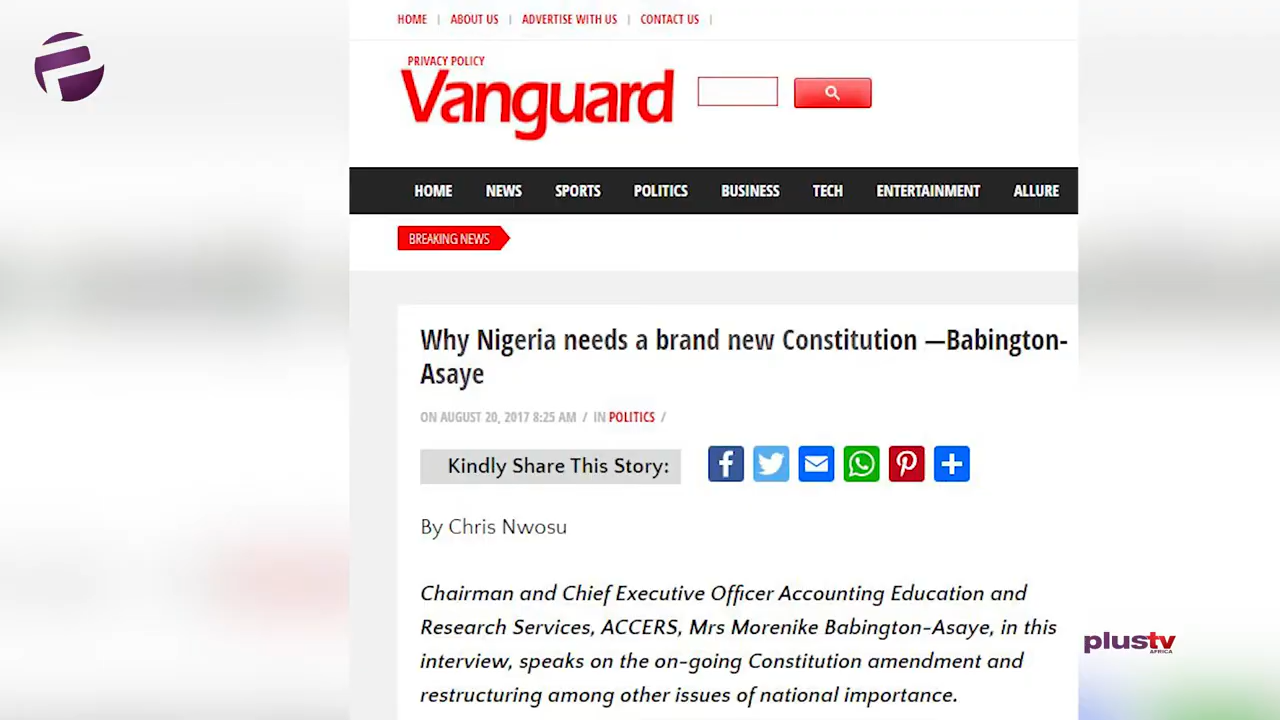 HOME | ABOUT US | ADVERTISE WITH US | CONTACT US |
PRIVACY POLICY
Vanguard
HOME NEWS SPORTS POLITICS BUSINESS TECH ENTERTAINMENT ALLURE
BREAKING NEWS
Why Nigeria needs a brand new Constitution —Babington-
Asaye
ON AUGUST 20, 2017 8:25 AM / IN POLITICS /
Kindly Share This Story:
By Chris Nwosu
Chairman and Chief Executive Officer Accounting Education and
Research Services, ACCERS, Mrs Morenike Babington-Asaye, in this
interview, speaks on the on-going Constitution amendment and
restructuring among other issues of national importance.
plustv
AFRICA